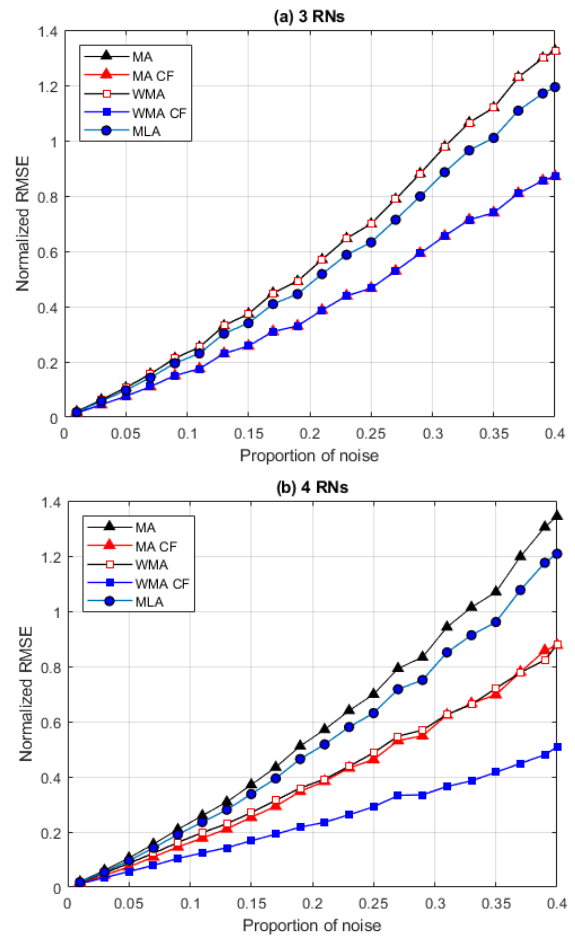 (a) 3 RNs
1.4
1.2
1
0.8
0.6
0.4
0.2
0
Normalized RMSE
MA
MA CF
WMA
WMA CF
MLA
0 0.05 0.1 0.15 0.2 0.25 0.3 0.35 0.4
Proportion of noise
(b) 4 RNs
1.4
1.2
1
0.8
0.6
0.4
0.2
0
Normalized RMSE
MA
MA CF
WMA
WMA CF
MLA
0 0.05 0.1 0.15 0.2 0.25 0.3 0.35 0.4
Proportion of noise